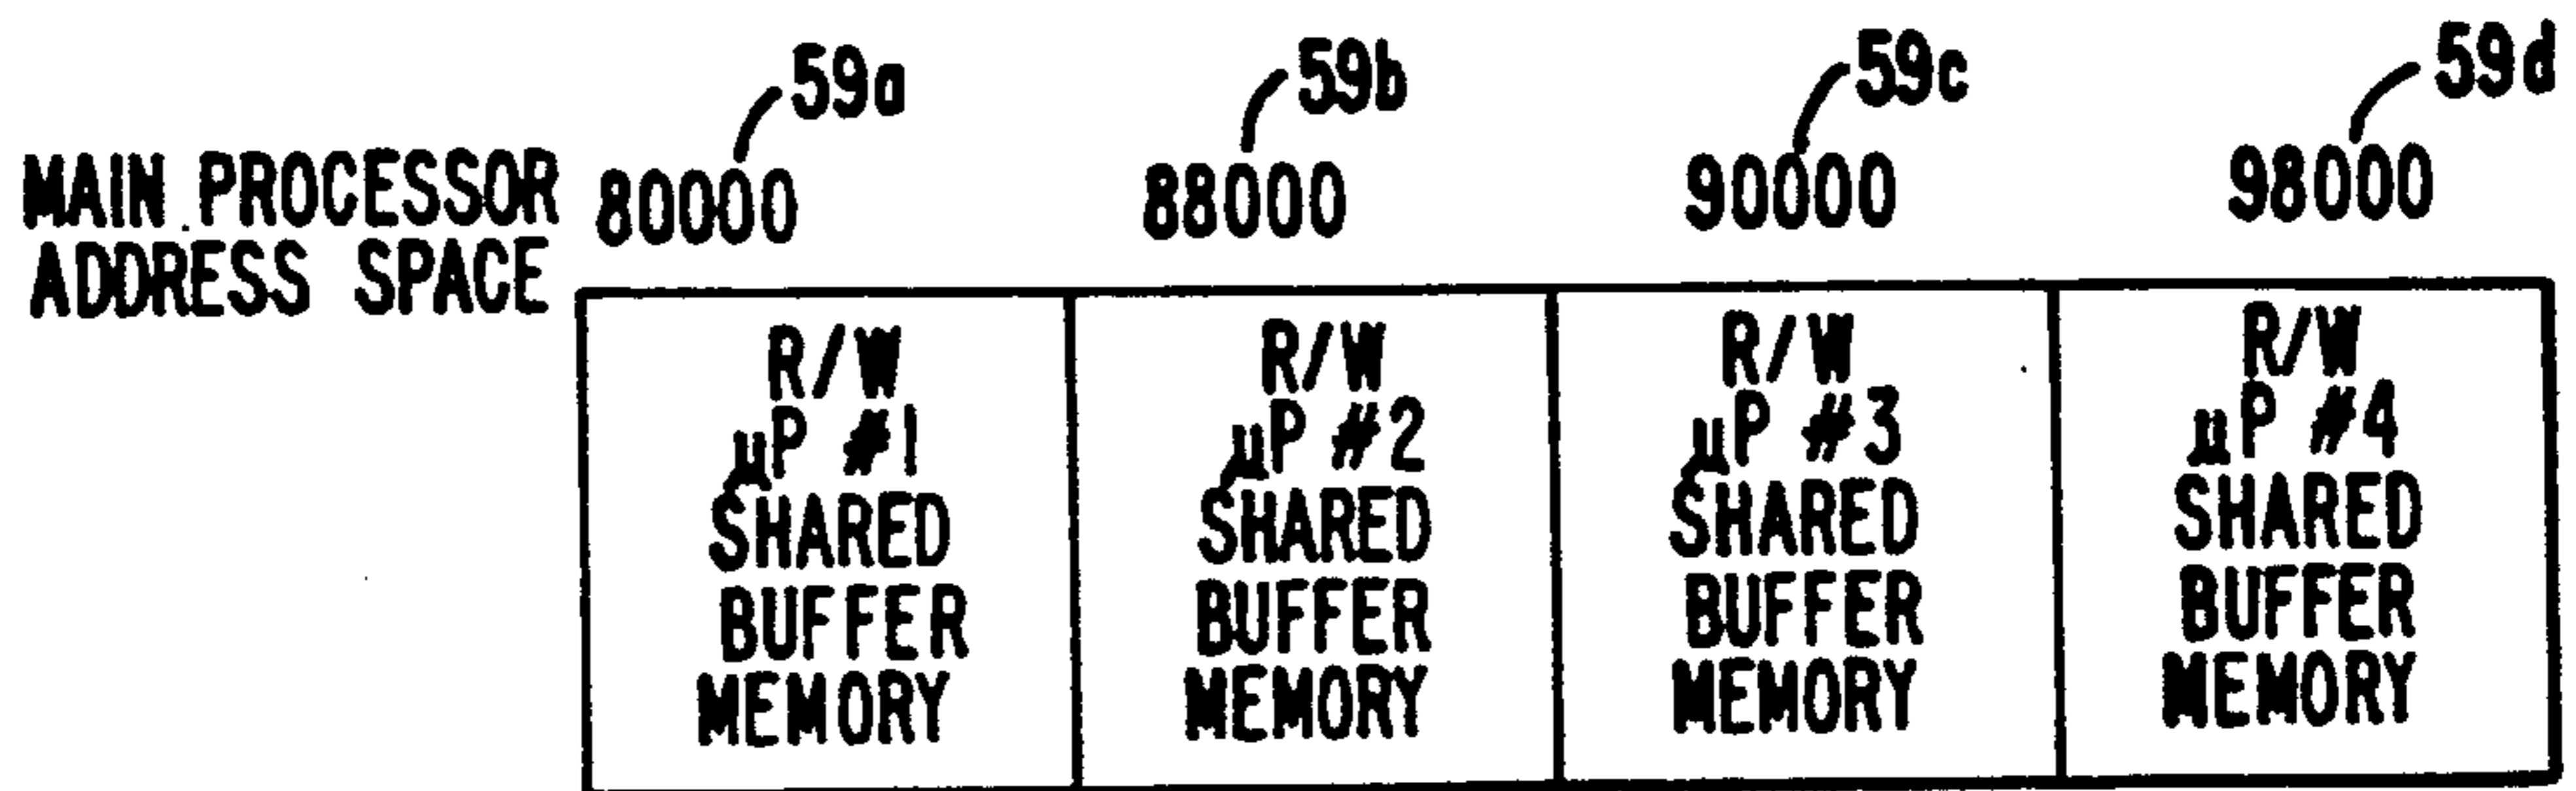 59a 59b 59c 59d
MAIN PROCESSOR 80000 88000 90000 98000
ADDRESS SPACE
R/W R/W R/W R/W
µP #1 µP #2 µP #3 µP #4
SHARED SHARED SHARED SHARED
BUFFER BUFFER BUFFER BUFFER
MEMORY MEMORY MEMORY MEMORY